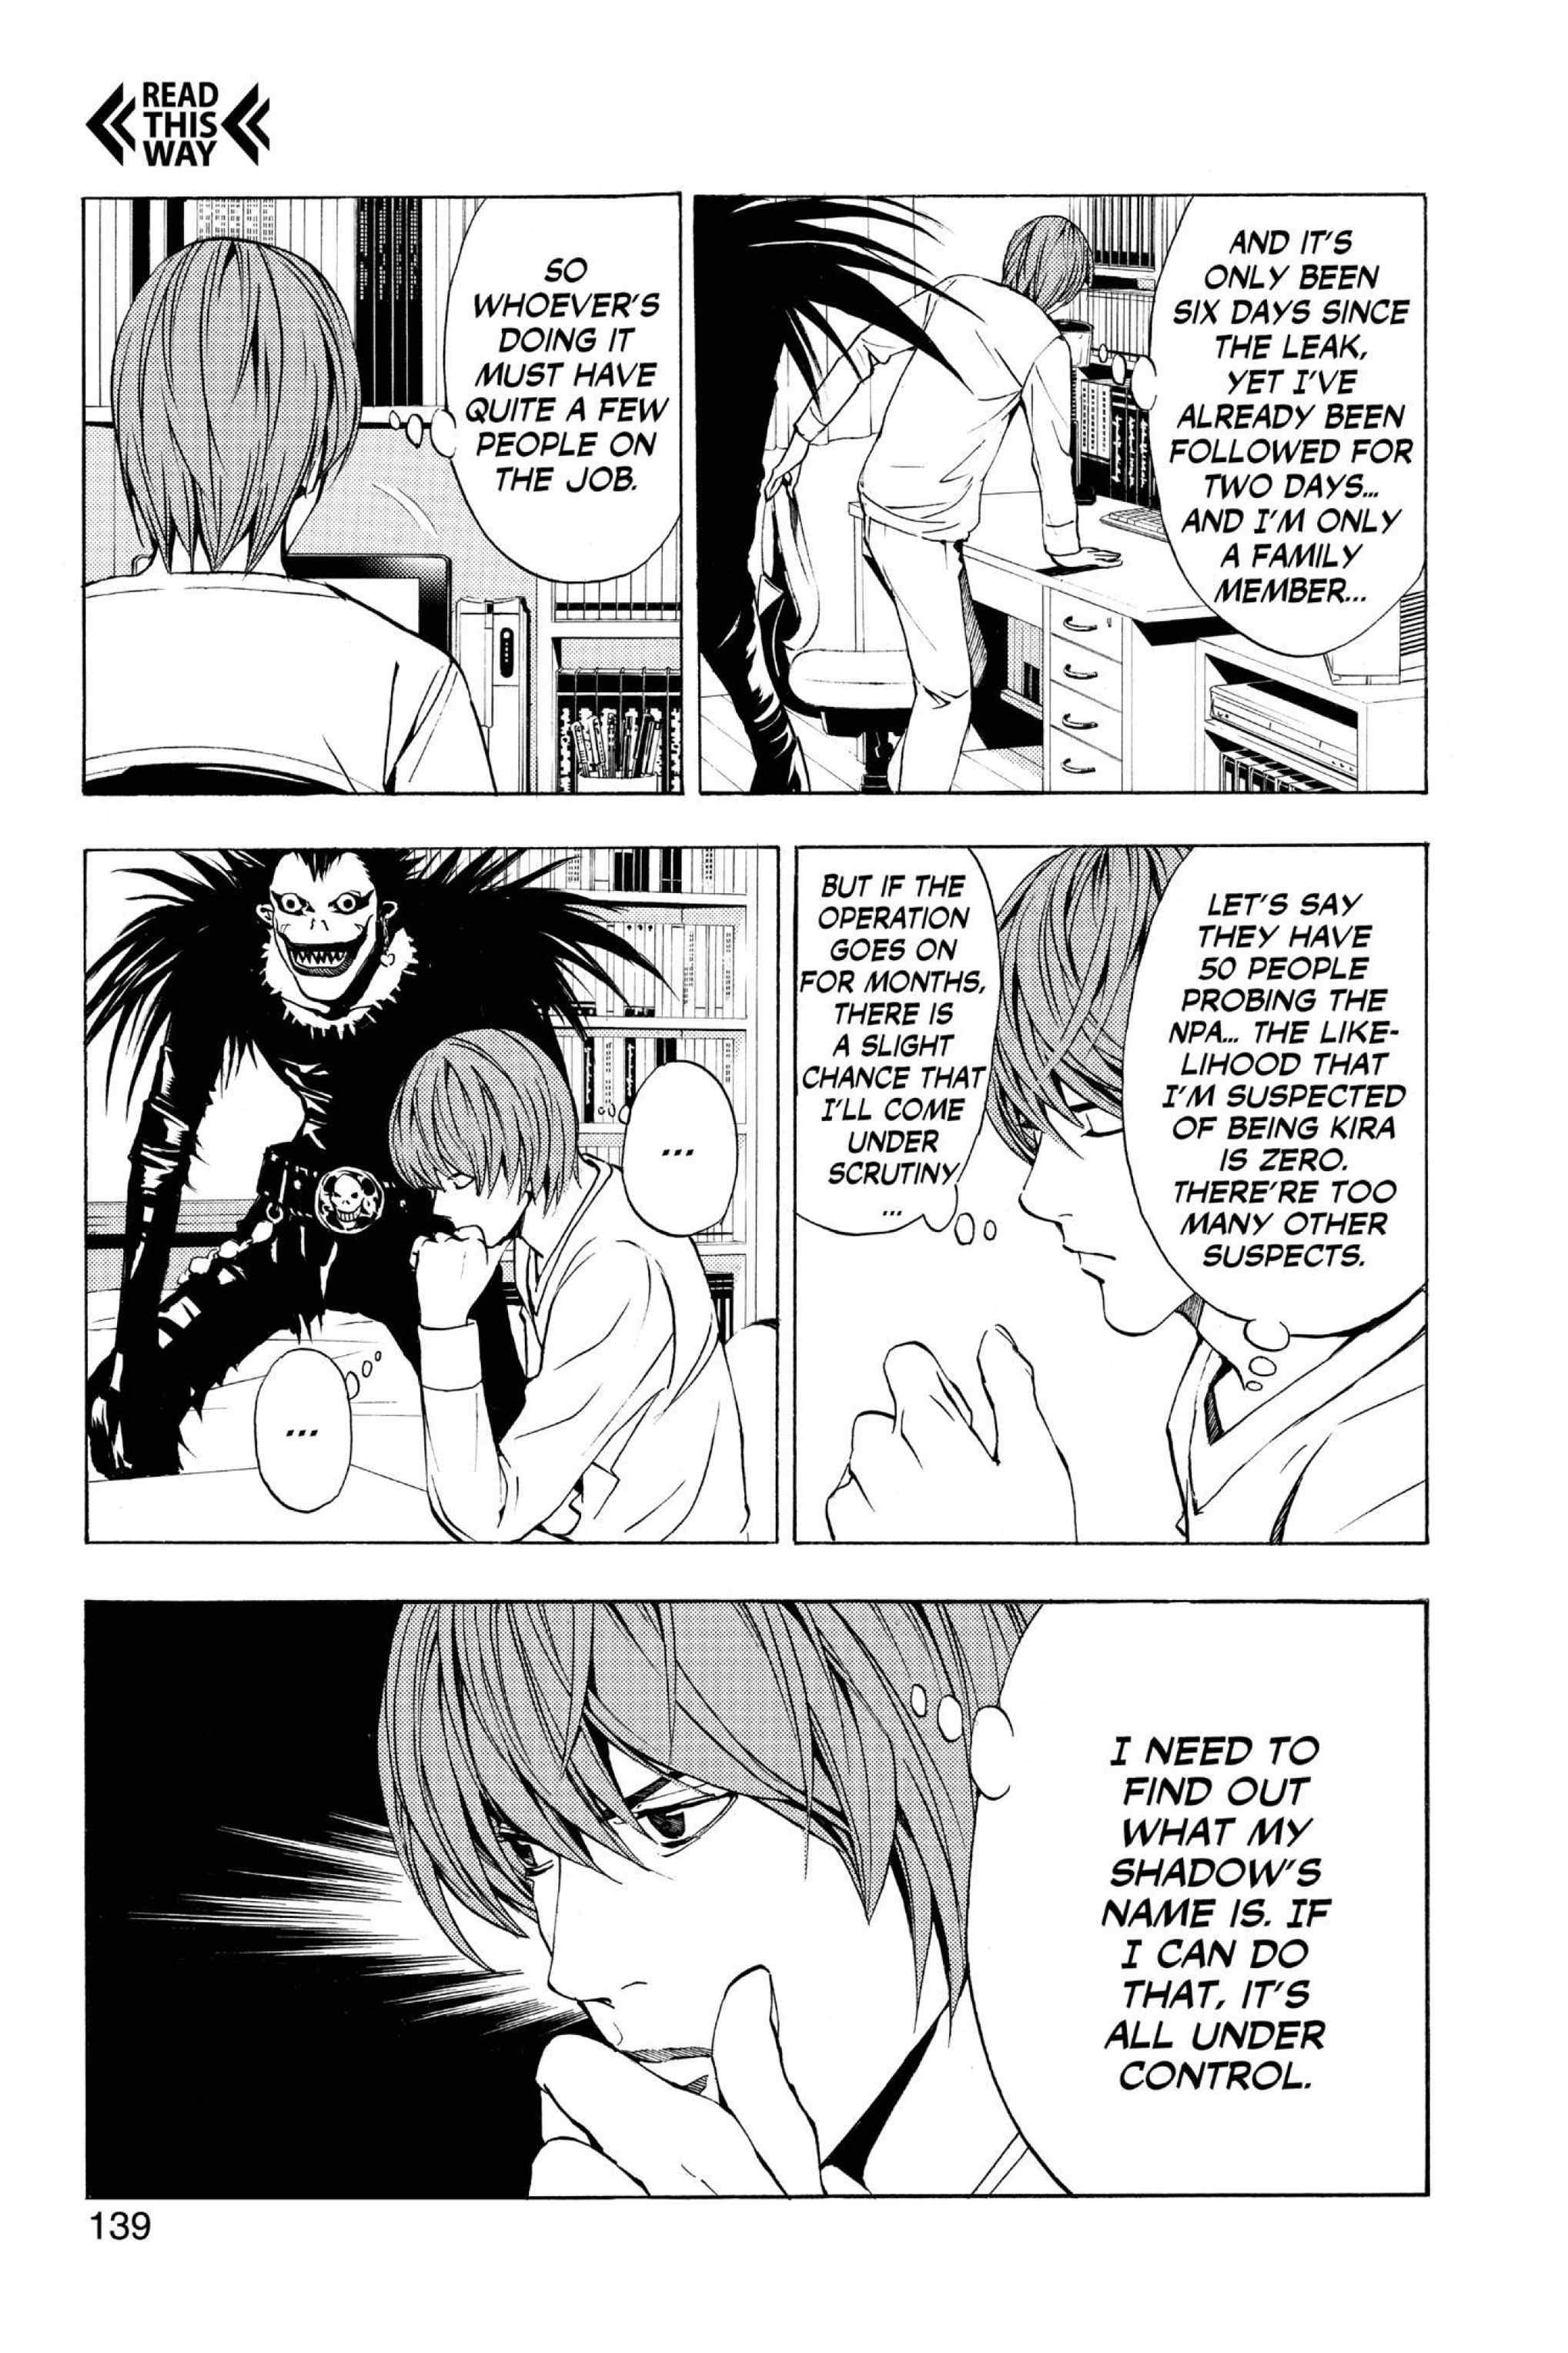 READ
THIS
WAY
AND IT'S
ONLY BEEN
SIX DAYS SINCE
THE LEAK,
YET I'VE
ALREADY BEEN
FOLLOWED FOR
TWO DAYS...
AND I'M ONLY
A FAMILY
MEMBER...
SO
WHOEVER'S
DOING IT
MUST HAVE
QUITE A FEW
PEOPLE ON
THE JOB.
LET'S SAY
THEY HAVE
50 PEOPLE
PROBING THE
NPA... THE LIKE-
LIHOOD THAT
I'M SUSPECTED
OF BEING KIRA
IS ZERO.
THERE'RE TOO
MANY OTHER
SUSPECTS.
BUT IF THE
OPERATION
GOES ON
FOR MONTHS,
THERE IS
A SLIGHT
CHANCE THAT
I'LL COME
UNDER
SCRUTINY
...
...
...
I NEED TO
FIND OUT
WHAT MY
SHADOW'S
NAME IS. IF
I CAN DO
THAT, IT'S
ALL UNDER
CONTROL.
139